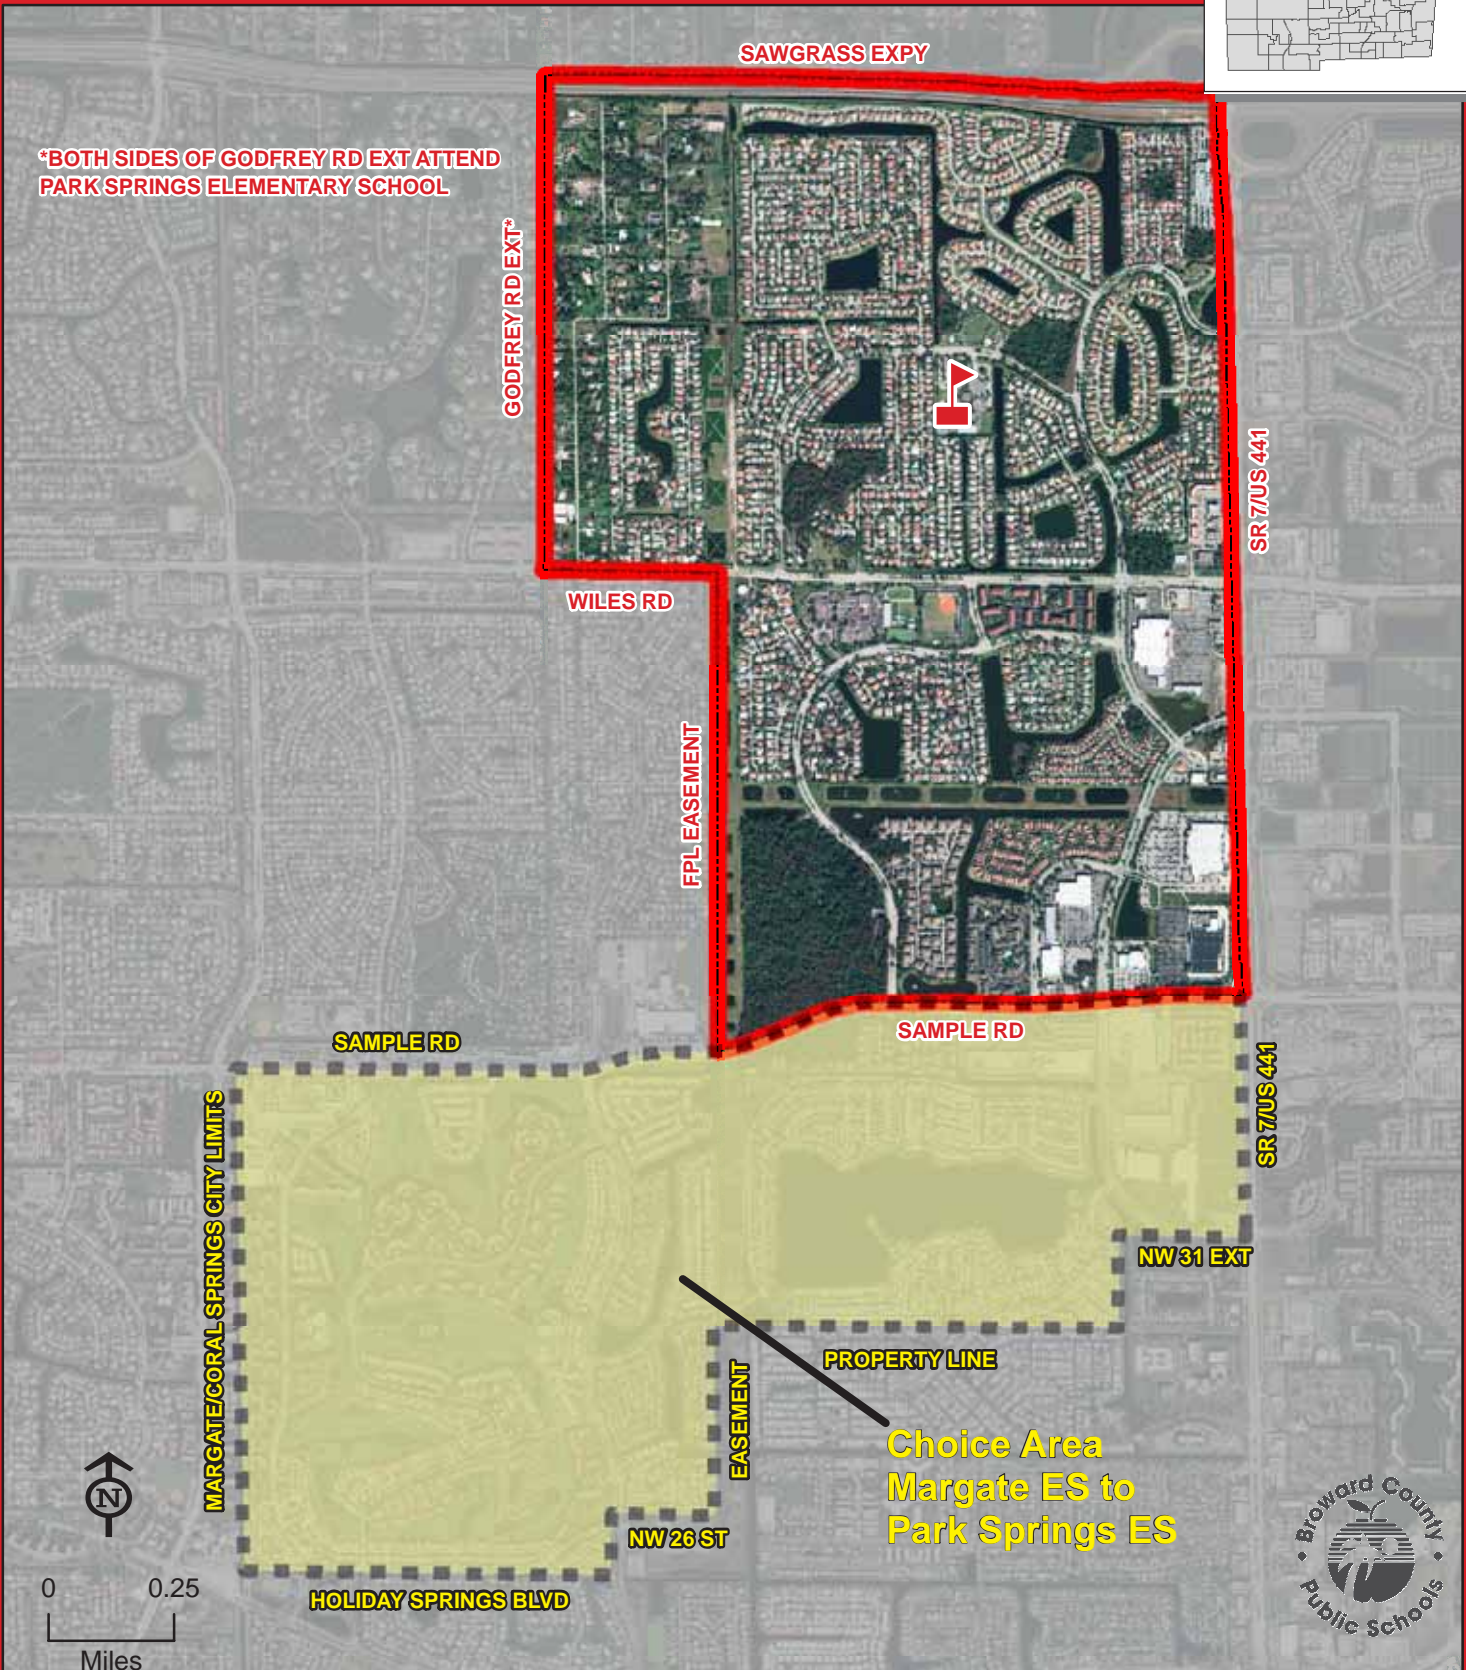 SAWGRASS EXPY
*BOTH SIDES OF GODFREY RD EXT ATTEND
PARK SPRINGS ELEMENTARY SCHOOL
GODFREY RD EXT*
SR 7/US 441
WILES RD
FPL EASEMENT
SAMPLE RD
SAMPLE RD
SR 7/US 441
MARGATE/CORAL SPRINGS CITY LIMITS
NW 31 EXT
PROPERTY LINE
EASEMENT
Choice Area
Margate ES to
Park Springs ES
NW 26 ST
HOLIDAY SPRINGS BLVD
N
0 0.25
Miles
Broward County
Public Schools